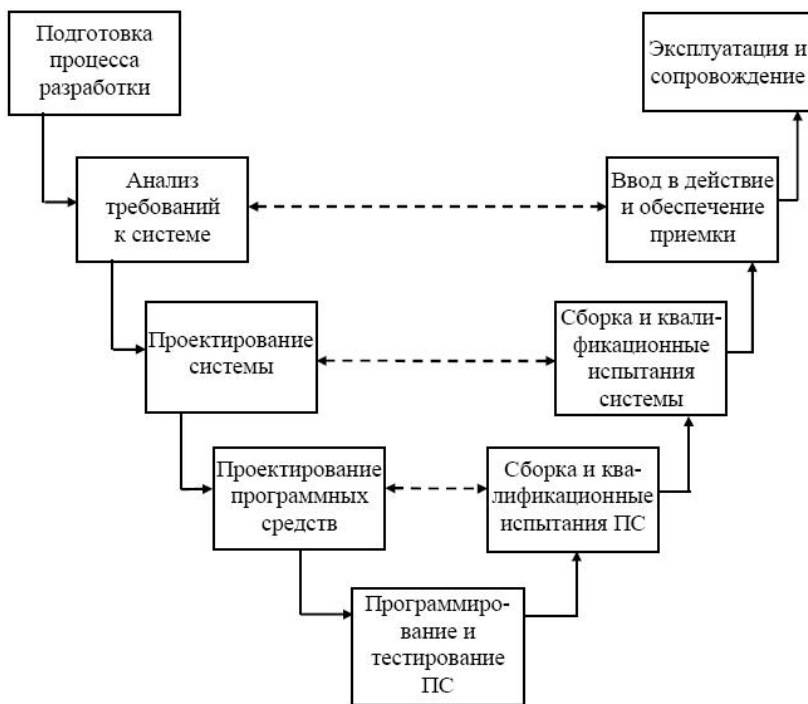 Подготовка
процесса
разработки
Эксплуатация и
сопровождение
Анализ
требований
к системе
Ввод в действие
и обеспечение
приемки
Проектирование
системы
Сборка и квали-
фикационные
испытания
системы
Проектирование
программных
средств
Сборка и ква-
лификационные
испытания ПС
Программиро-
вание и
тестирование
ПС